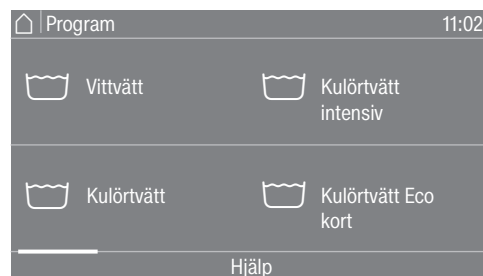 Program 11:02
Vittvätt
Kulörtvätt
intensiv
Kulörtvätt
Kulörtvätt Eco
kort
Hjälp